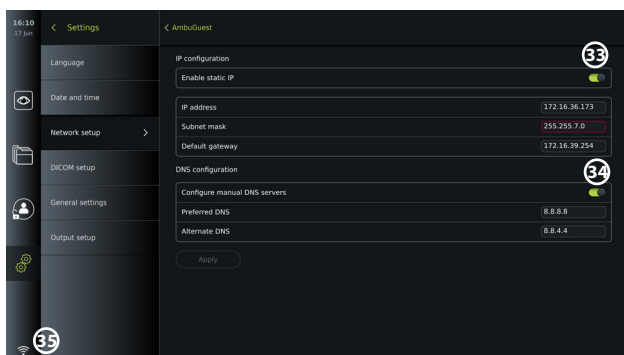 16:10
17 Jun
Settings
AmbuGuest
Language
Date and time
Network setup
DICOM setup
General settings
Output setup
IP configuration
33
Enable static IP
IP address 172.16.36.173
Subnet mask 255.255.7.0
Default gateway 172.16.39.254
DNS configuration
34
Configure manual DNS servers
Preferred DNS 8.8.8.8
Alternate DNS 8.8.4.4
Apply
35